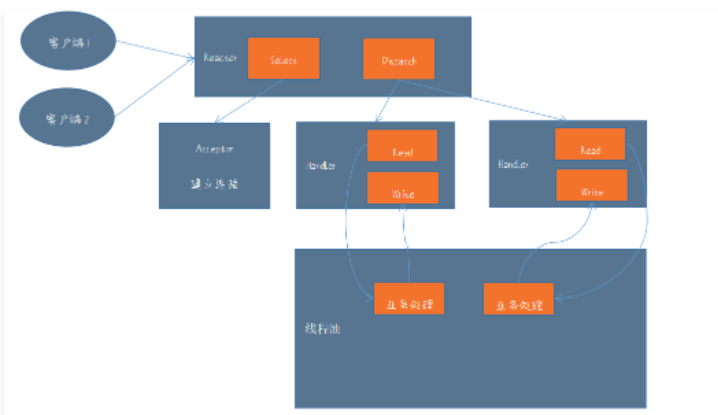 客户端1
Reactor
Select
Dispatch
客户端2
Acceptor
建立连接
Handler
Read
Write
Handler
Read
Write
业务处理
业务处理
线程池